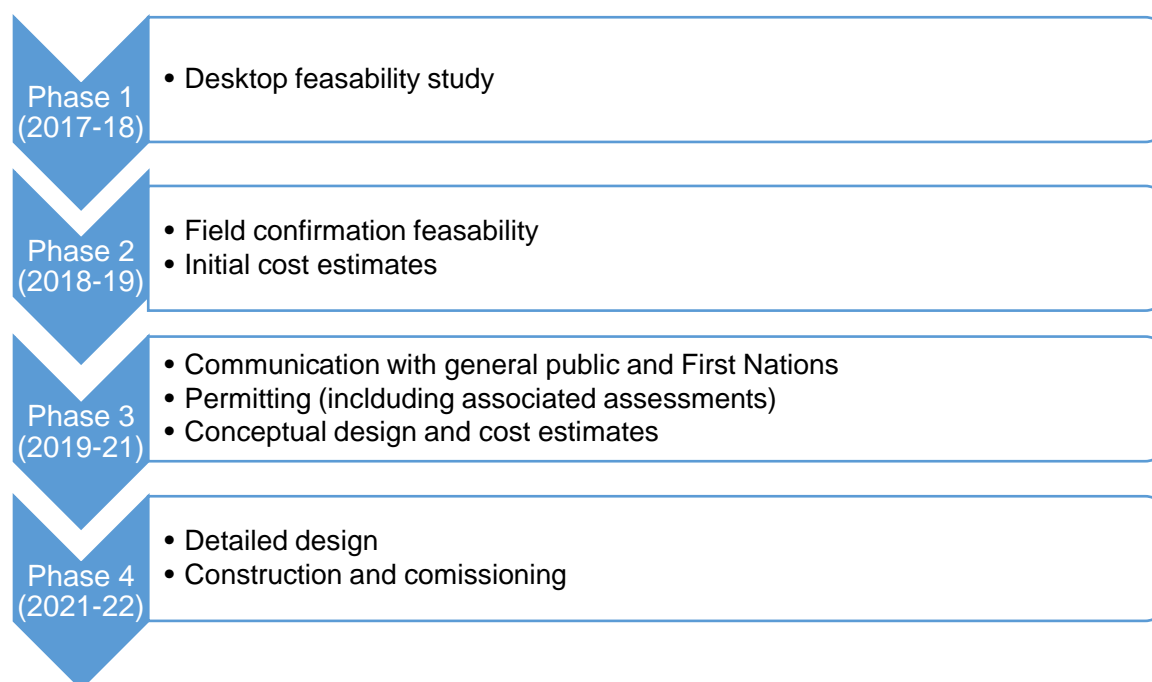 Phase 1
(2017-18)
• Desktop feasability study
Phase 2
(2018-19)
• Field confirmation feasability
• Initial cost estimates
Phase 3
(2019-21)
• Communication with general public and First Nations
• Permitting (inclduding associated assessments)
• Conceptual design and cost estimates
Phase 4
(2021-22)
• Detailed design
• Construction and comissioning